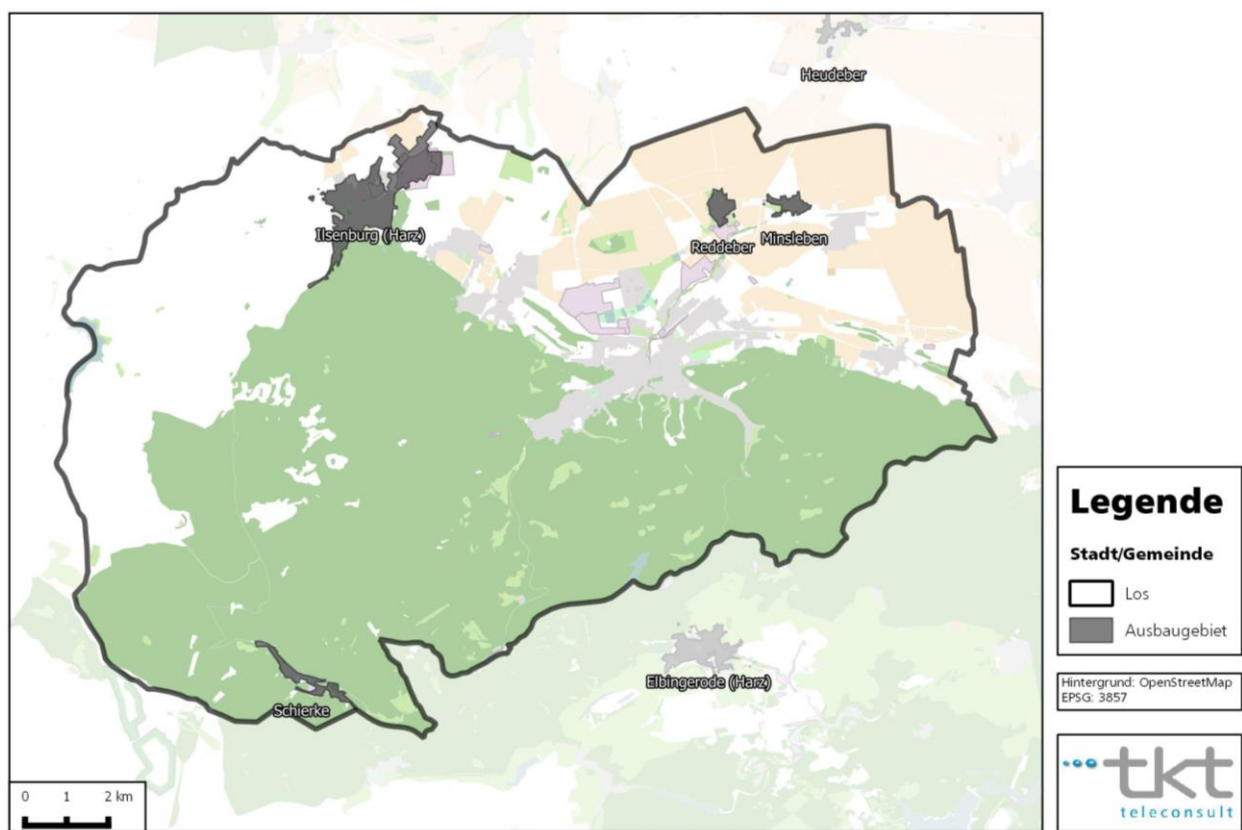 Heudeber
Ilsenburg (Harz)
Reddeber
Minsleben
Elbingerode (Harz)
Schierke
0 1 2 km
Legende
Stadt/Gemeinde
Los
Ausbaugebiet
Hintergrund: OpenStreetMap
EPSG: 3857
tkt
teleconsult